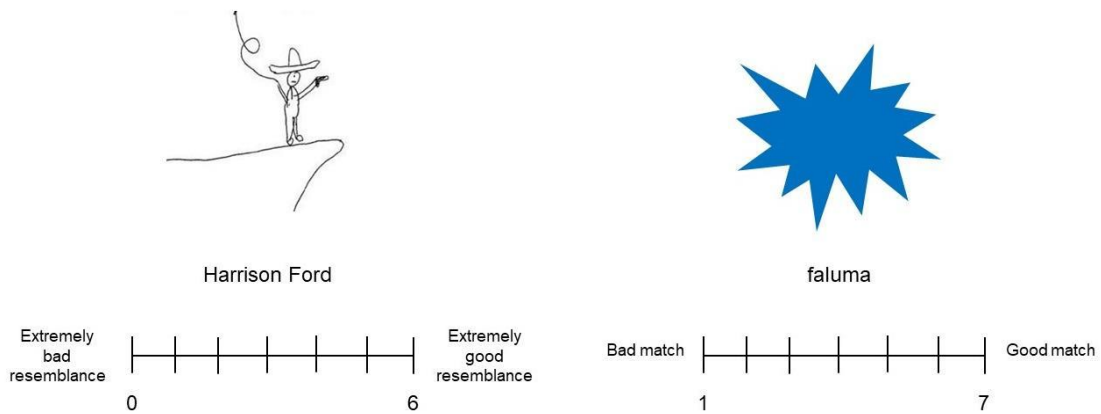 Harrison Ford
Extremely
bad
resemblance
Extremely
good
resemblance
0
6
faluma
Bad match
Good match
1
7